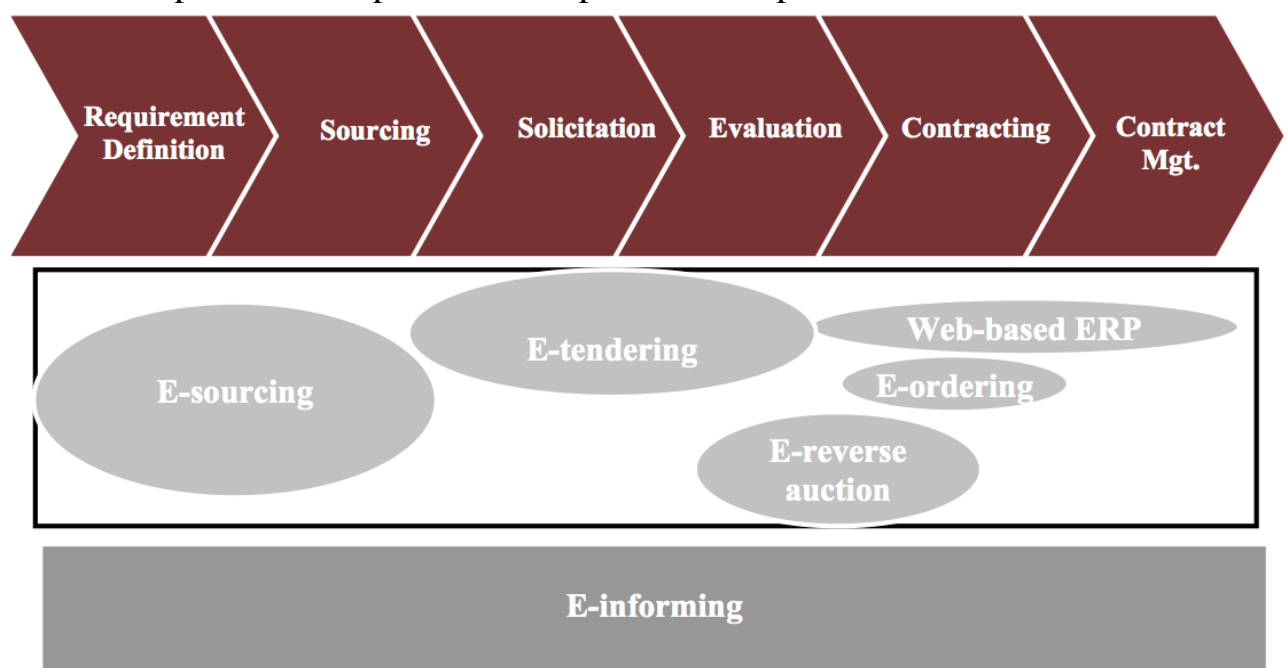 Requirement
Definition
Sourcing
Solicitation
Evaluation
Contracting
Contract
Mgt.
E-sourcing
E-tendering
Web-based ERP
E-ordering
E-reverse
auction
E-informing